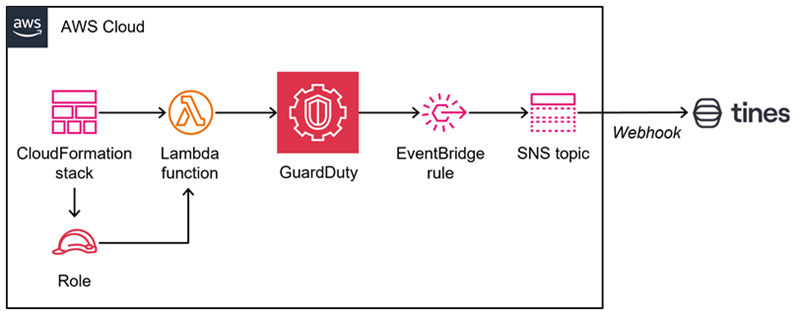 aws
AWS Cloud
CloudFormation
stack
Lambda
function
GuardDuty
EventBridge
rule
SNS topic
Webhook
tines
Role